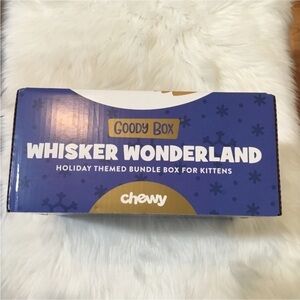 GOODY BOX
WHISKER WONDERLAND
HOLIDAY THEMED BUNDLE BOX FOR KITTENS
chewy